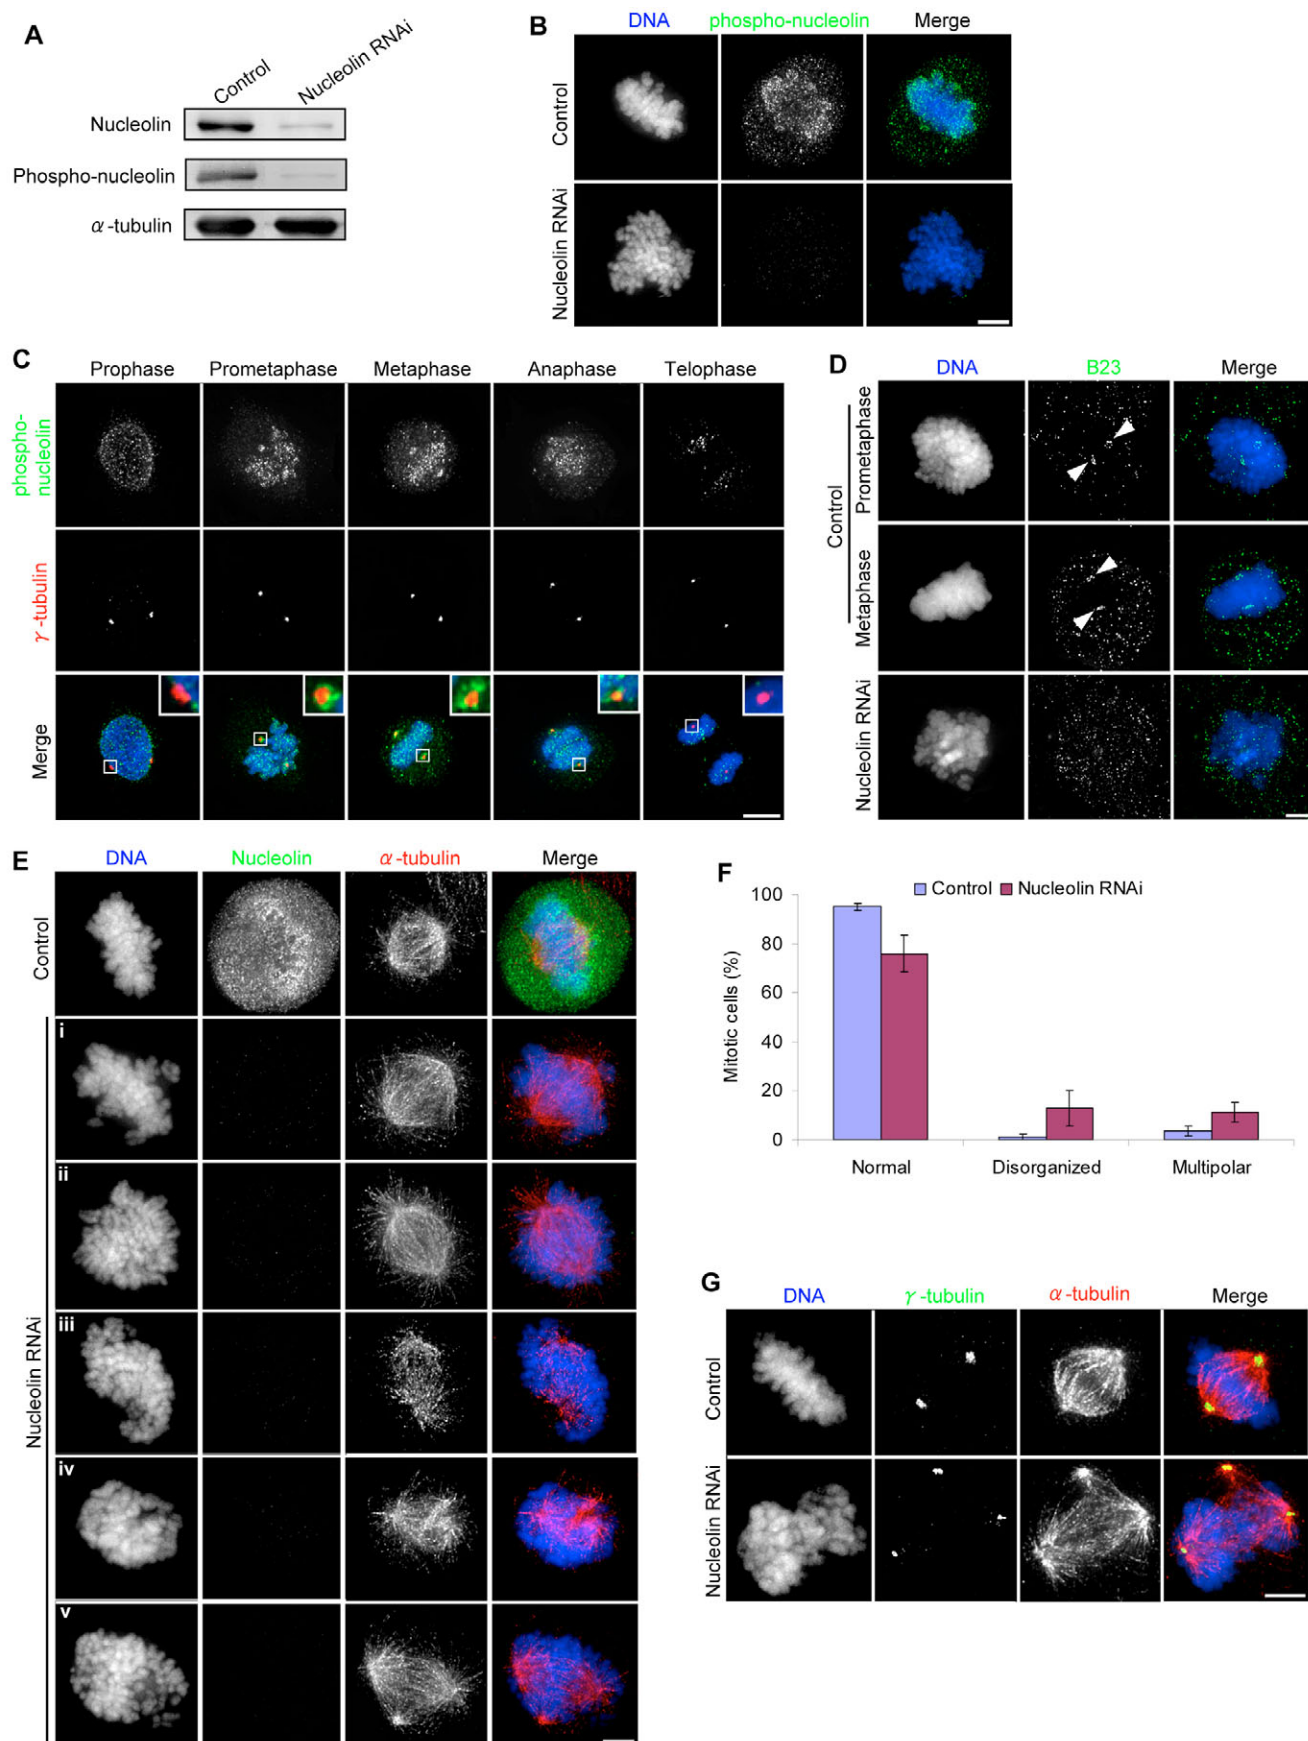 A
Control
Nucleolin RNAi
Nucleolin
Phospho-nucleolin
α-tubulin
B
DNA
phospho-nucleolin
Merge
Control
Nucleolin RNAi
C
Prophase
Prometaphase
Metaphase
Anaphase
Telophase
phospho-
nucleolin
γ-tubulin
Merge
D
DNA
B23
Merge
Control
Prometaphase
Metaphase
Nucleolin RNAi
E
DNA
Nucleolin
α-tubulin
Merge
Control
Nucleolin RNAi
i
ii
iii
iv
v
F
Control
Nucleolin RNAi
Mitotic cells (%)
100
80
60
40
20
0
Normal
Disorganized
Multipolar
G
DNA
γ-tubulin
α-tubulin
Merge
Control
Nucleolin RNAi